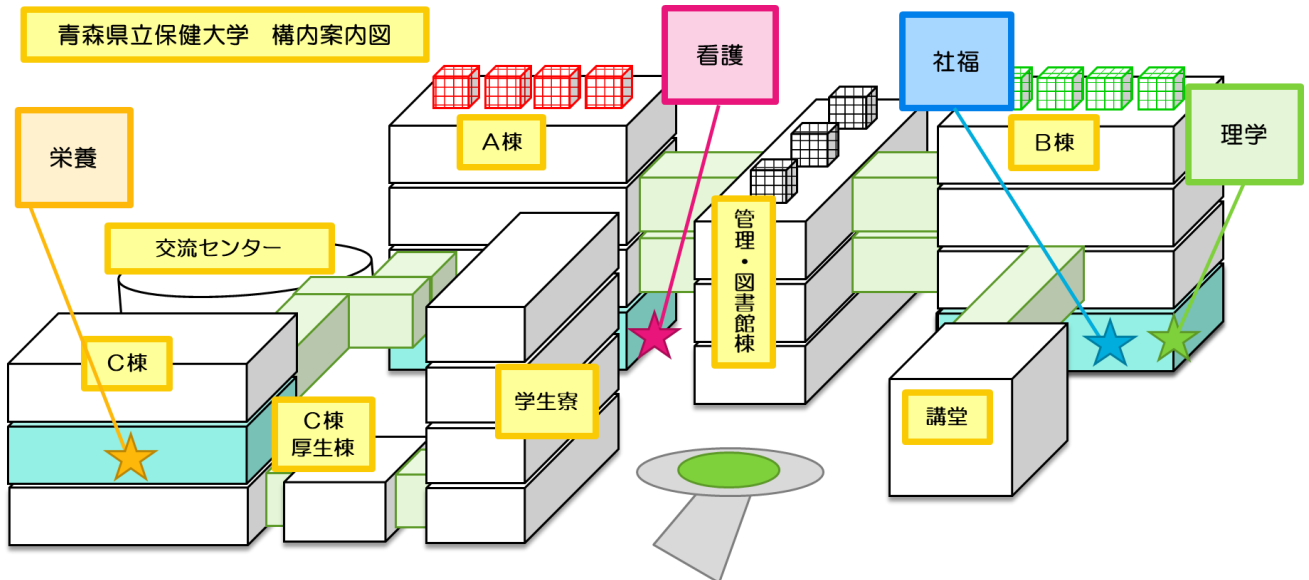 青森県立保健大学　構内案内図
看護
社福
理学
栄養
A棟
B棟
管理・図書館棟
交流センター
C棟
C棟
厚生棟
学生寮
講堂